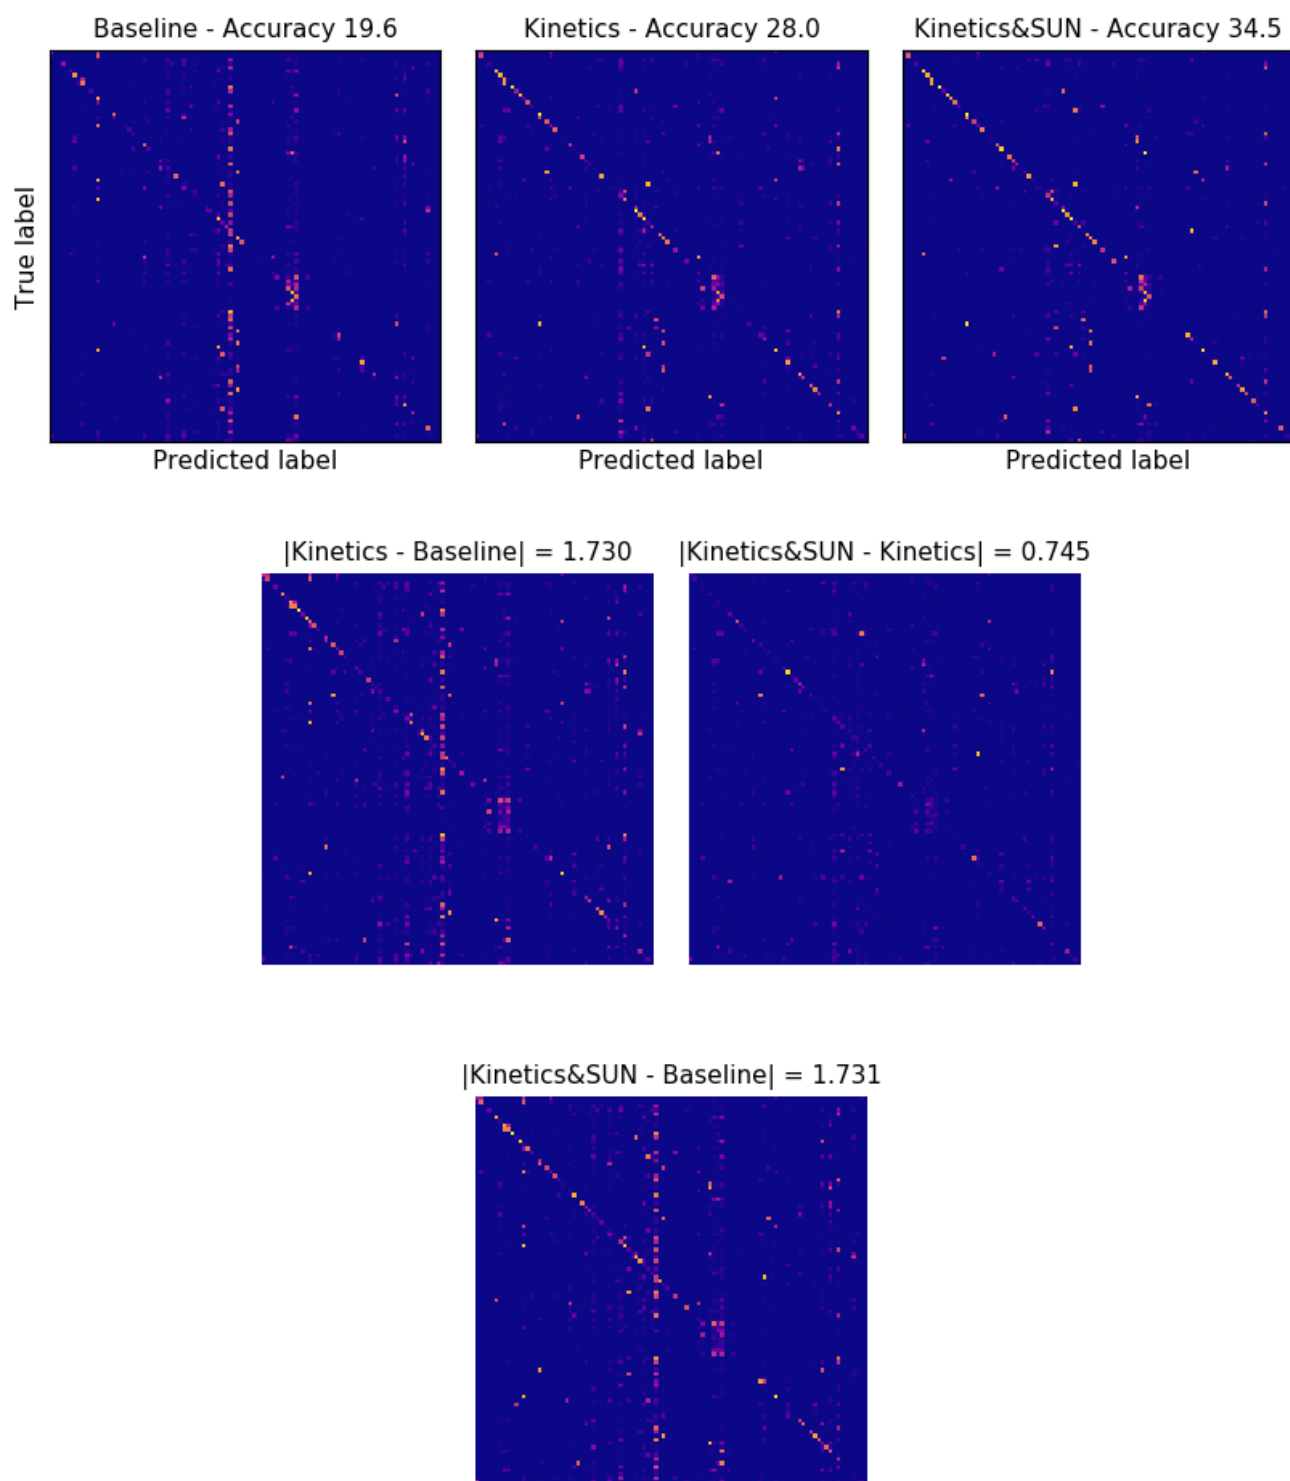 Baseline - Accuracy 19.6
Kinetics - Accuracy 28.0
Kinetics&SUN - Accuracy 34.5
True label
Predicted label
Predicted label
Predicted label
|Kinetics - Baseline| = 1.730
|Kinetics&SUN - Kinetics| = 0.745
|Kinetics&SUN - Baseline| = 1.731